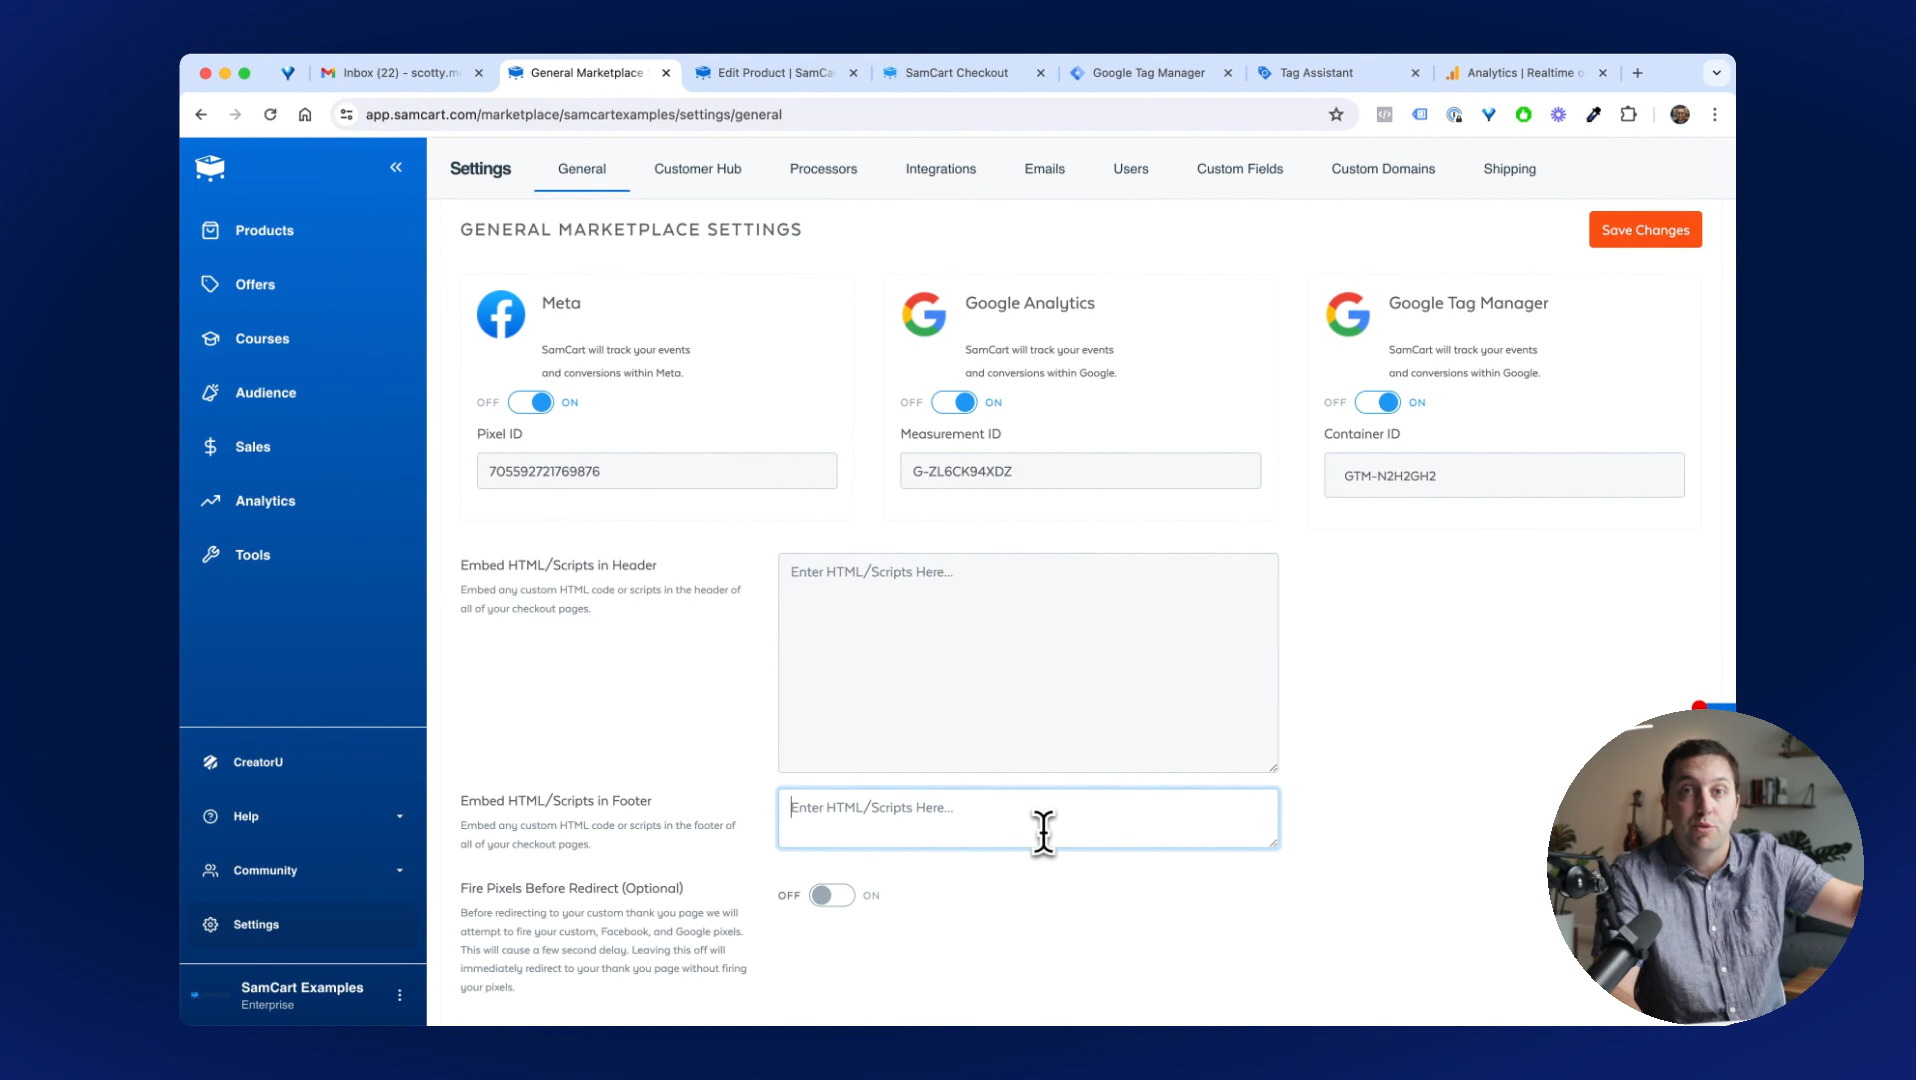 Inbox (22) - scotty.m
General Marketplace
Edit Product | SamCa
SamCart Checkout
Google Tag Manager
Tag Assistant
Analytics | Realtime o
app.samcart.com/marketplace/samcartexamples/settings/general
Products
Offers
Courses
Audience
Sales
Analytics
Tools
CreatorU
Help
Community
Settings
SamCart Examples
Enterprise
Settings
General
Customer Hub
Processors
Integrations
Emails
Users
Custom Fields
Custom Domains
Shipping
GENERAL MARKETPLACE SETTINGS
Save Changes
Meta
SamCart will track your events
and conversions within Meta.
OFF ON
Pixel ID
705592721769876
Google Analytics
SamCart will track your events
and conversions within Google.
OFF ON
Measurement ID
G-ZL6CK94XDZ
Google Tag Manager
SamCart will track your events
and conversions within Google.
OFF ON
Container ID
GTM-N2H2GH2
Embed HTML/Scripts in Header
Embed any custom HTML code or scripts in the header of
all of your checkout pages.
Enter HTML/Scripts Here...
Embed HTML/Scripts in Footer
Embed any custom HTML code or scripts in the footer of
all of your checkout pages.
Enter HTML/Scripts Here...
Fire Pixels Before Redirect (Optional)
Before redirecting to your custom thank you page we will
attempt to fire your custom, Facebook, and Google pixels.
This will cause a few second delay. Leaving this off will
immediately redirect to your thank you page without firing
your pixels.
OFF ON